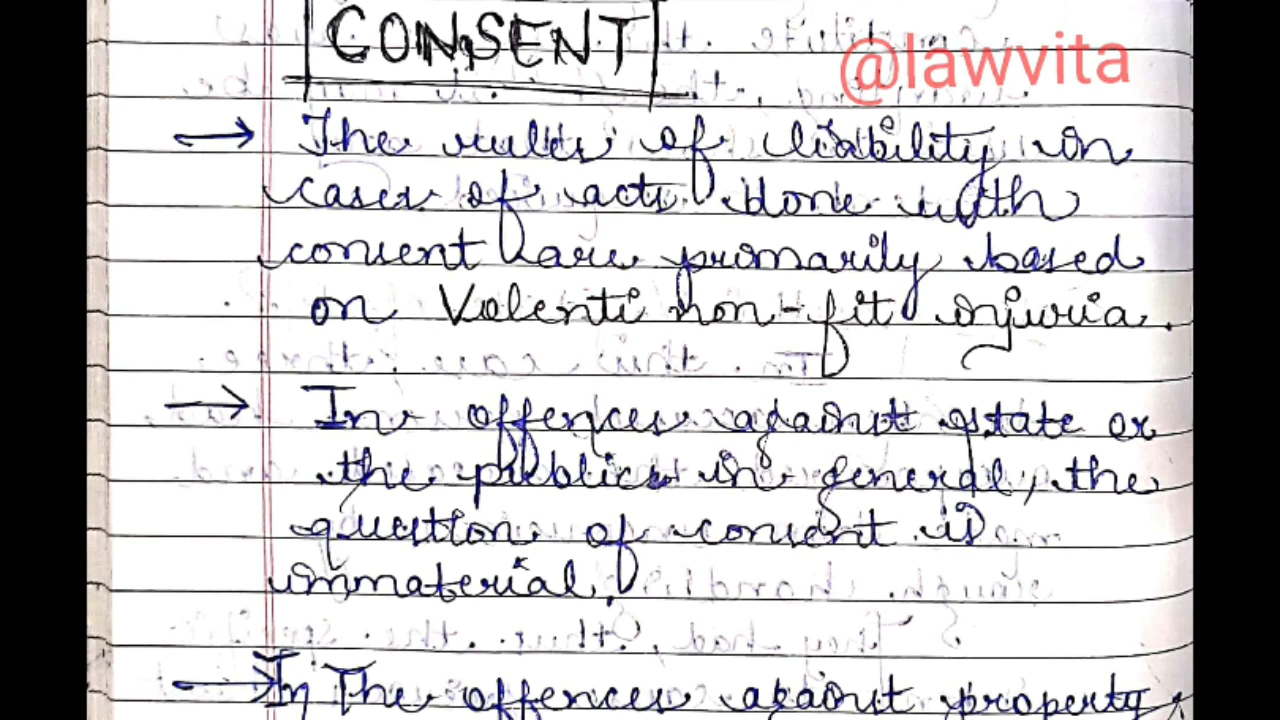 CONSENT
@lawvita
→ The rules of liability in
cases of acts done with
consent are primarily based
on Volenti non-fit injuria.
→ In offences against state or
the public in general, the
question of consent is
immaterial.
→ In The offences against property,